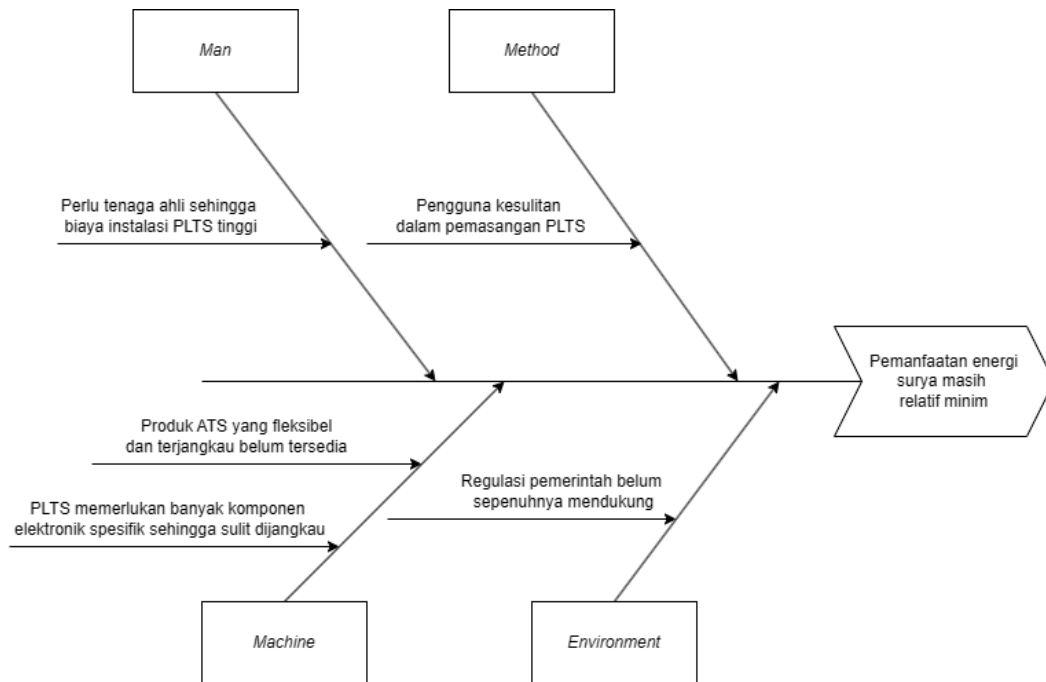 Man
Method
Perlu tenaga ahli sehingga
biaya instalasi PLTS tinggi
Pengguna kesulitan
dalam pemasangan PLTS
Pemanfaatan energi
surya masih
relatif minim
Produk ATS yang fleksibel
dan terjangkau belum tersedia
Regulasi pemerintah belum
sepenuhnya mendukung
PLTS memerlukan banyak komponen
elektronik spesifik sehingga sulit dijangkau
Machine
Environment